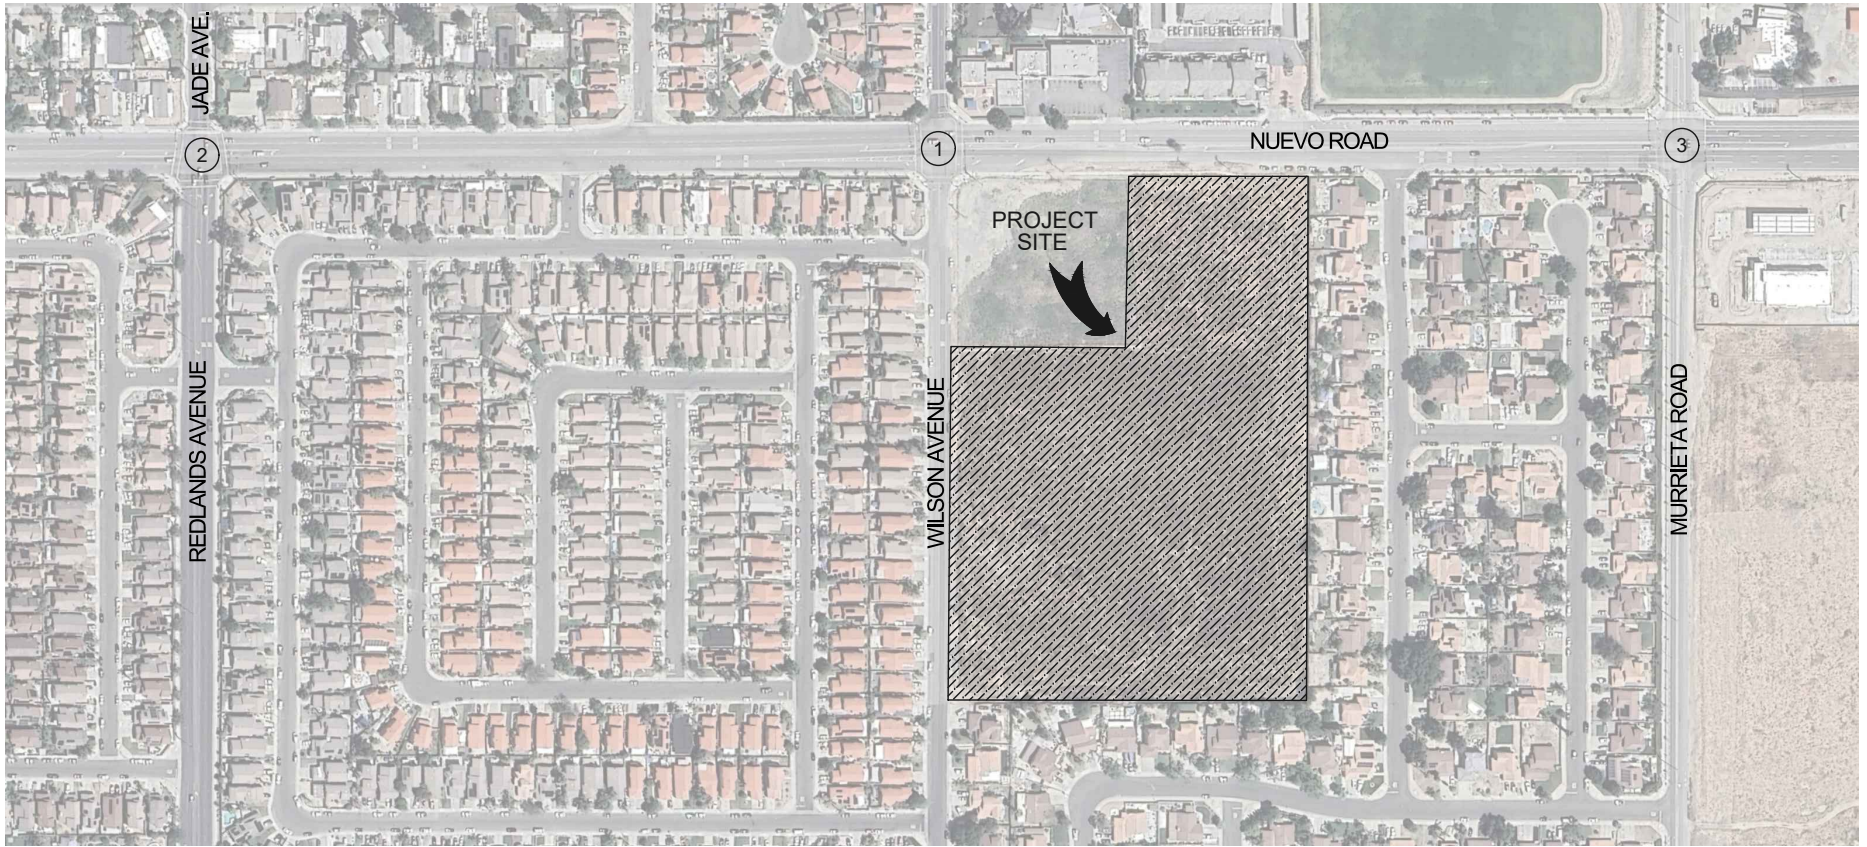 JADE AVE.
2
1
NUEVO ROAD
3
PROJECT
SITE
REDLANDS AVENUE
WILSON AVENUE
MURRIETA ROAD